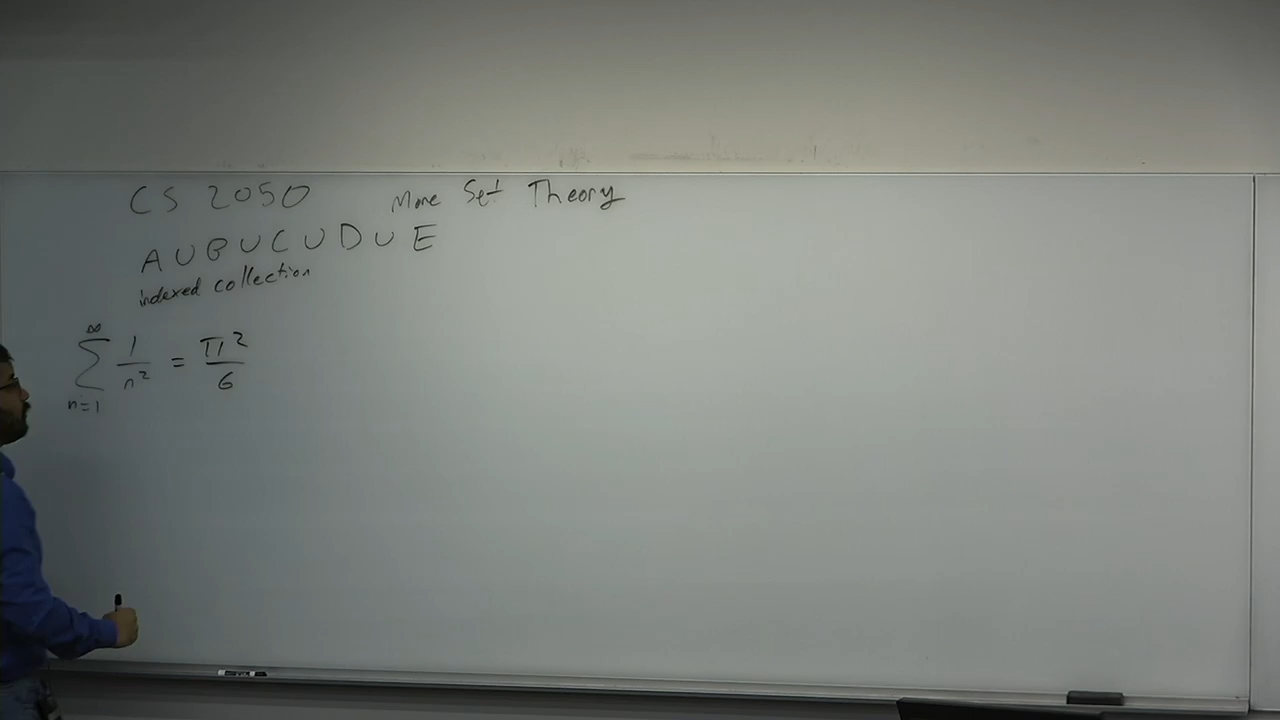 CS 2050 More Set Theory
A ∪ B ∪ C ∪ D ∪ E
indexed collection
∞
∑ 1/n² = π²/6
n=1